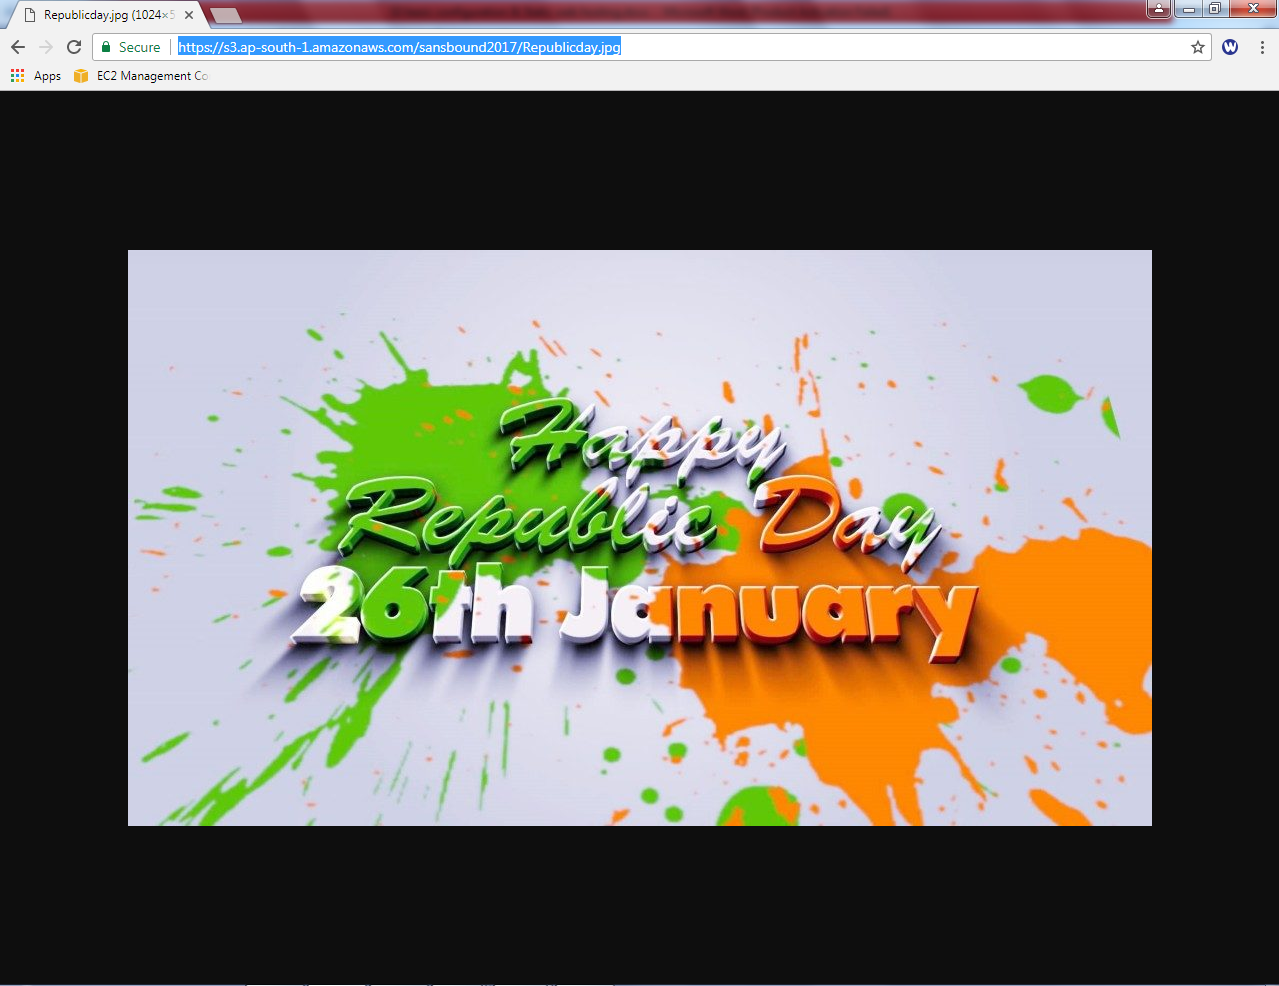 Republicday.jpg (1024×5
Secure
https://s3.ap-south-1.amazonaws.com/sansbound2017/Republicday.jpg
W
Apps
EC2 Management Co
Happy
Republic Day
26th January